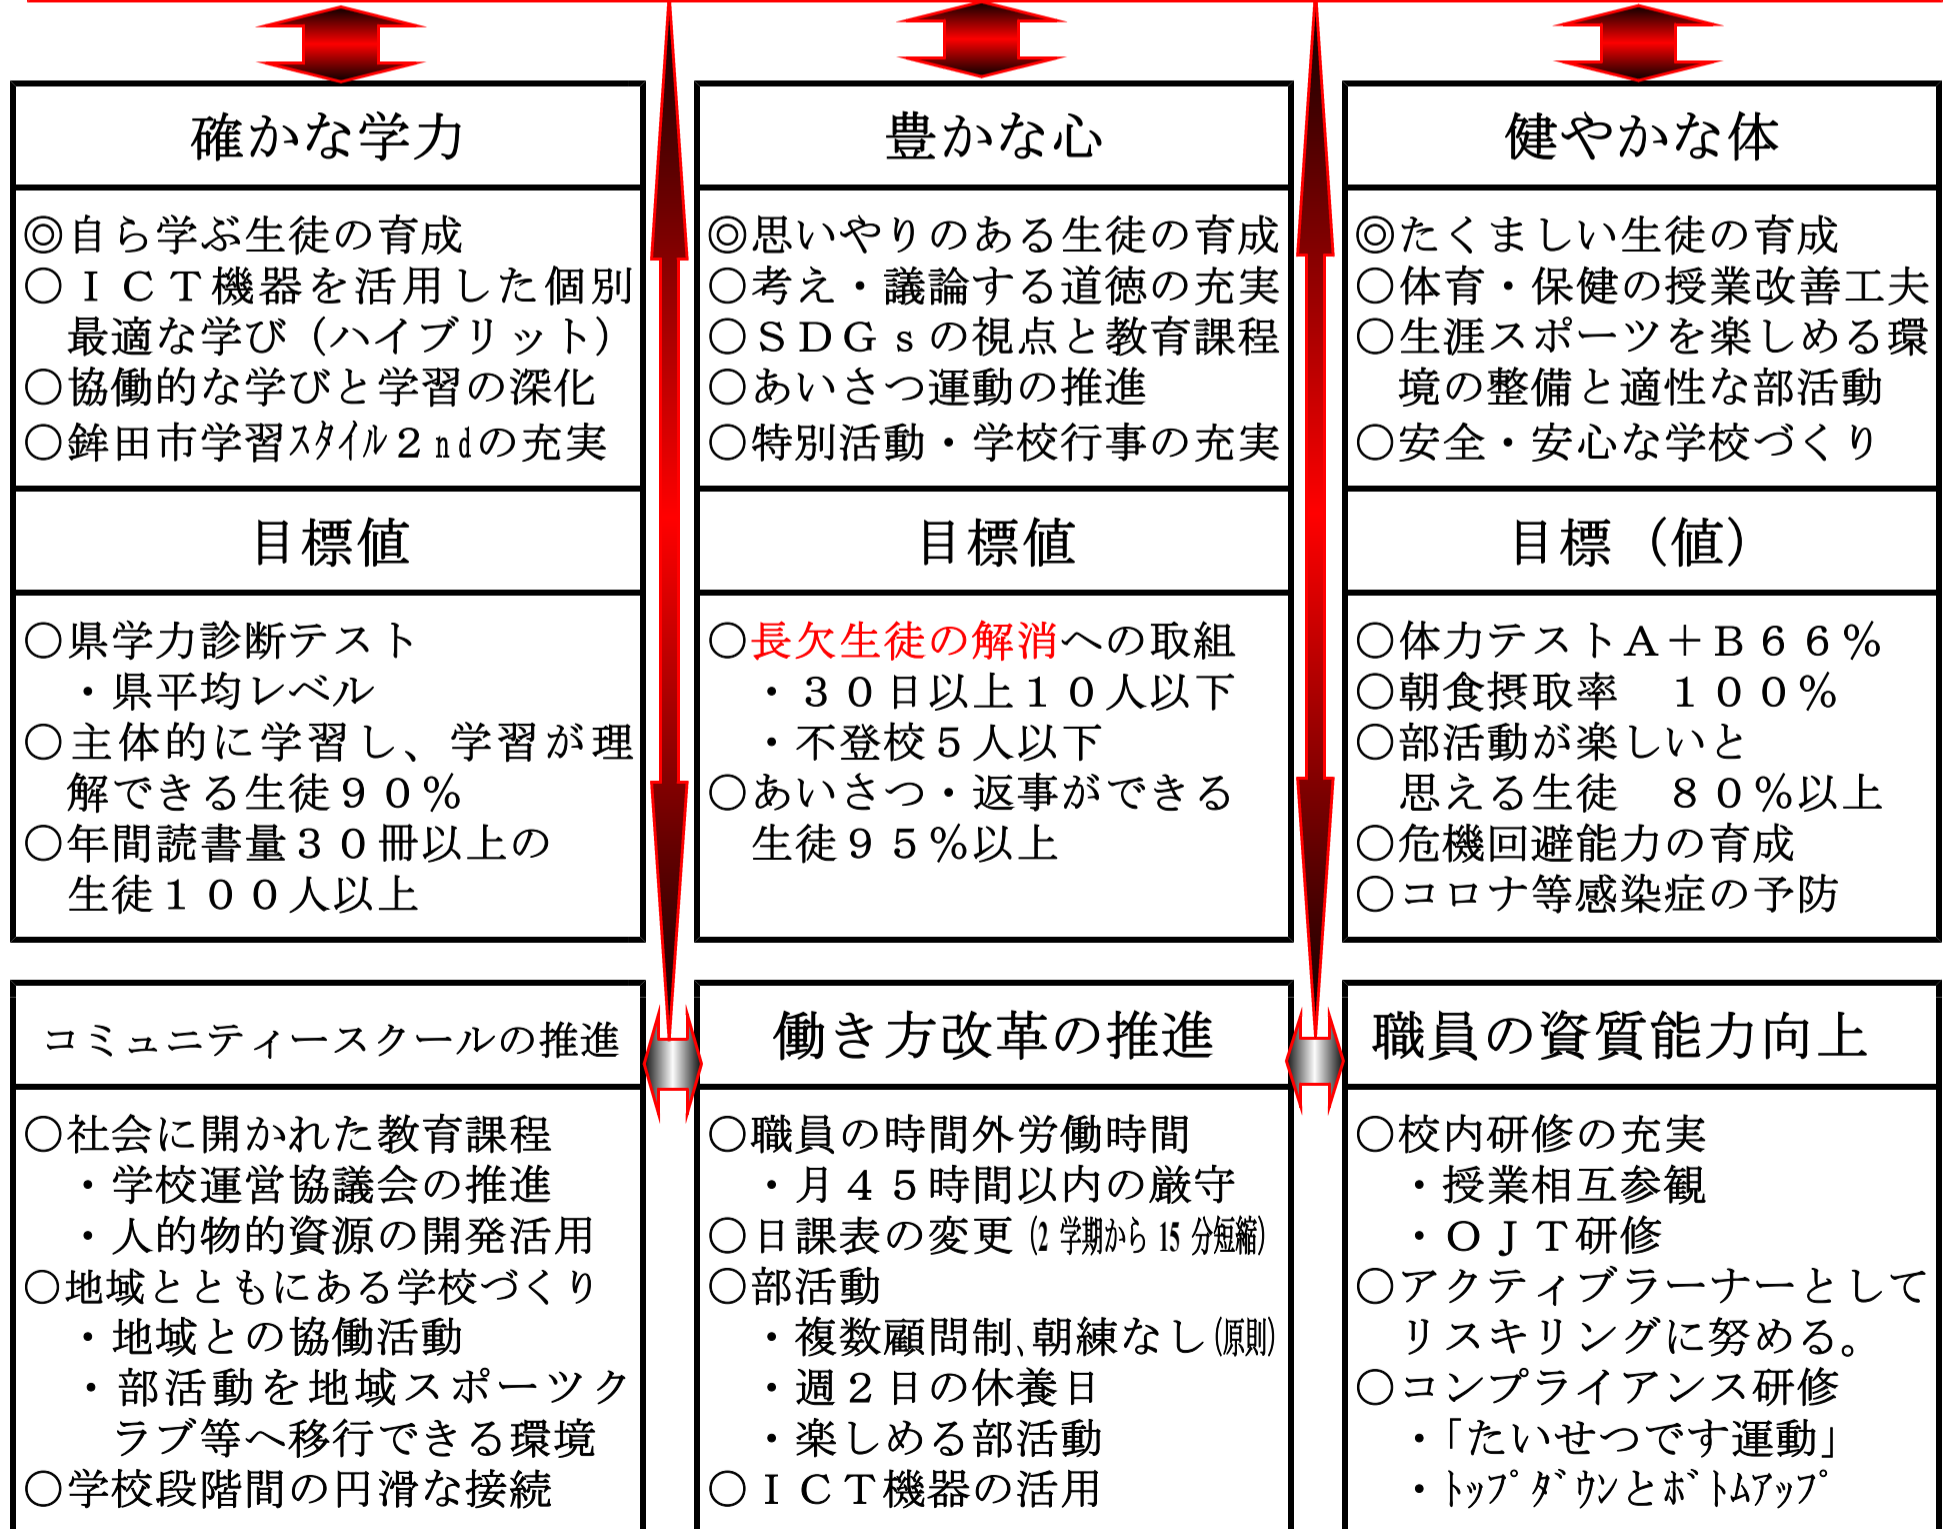 確かな学力
◎自ら学ぶ生徒の育成
○ＩＣＴ機器を活用した個別
最適な学び（ハイブリット）
○協働的な学びと学習の深化
○鉾田市学習ｽﾀｲﾙ２ndの充実
目標値
○県学力診断テスト
・県平均レベル
○主体的に学習し、学習が理
解できる生徒９０％
○年間読書量３０冊以上の
生徒１００人以上
豊かな心
◎思いやりのある生徒の育成
○考え・議論する道徳の充実
○ＳＤＧｓの視点と教育課程
○あいさつ運動の推進
○特別活動・学校行事の充実
目標値
○長欠生徒の解消への取組
・３０日以上１０人以下
・不登校５人以下
○あいさつ・返事ができる
生徒９５％以上
健やかな体
◎たくましい生徒の育成
○体育・保健の授業改善工夫
○生涯スポーツを楽しめる環
境の整備と適性な部活動
○安全・安心な学校づくり
目標（値）
○体力テストＡ＋Ｂ６６％
○朝食摂取率　１００％
○部活動が楽しいと
思える生徒　８０％以上
○危機回避能力の育成
○コロナ等感染症の予防
コミュニティースクールの推進
○社会に開かれた教育課程
・学校運営協議会の推進
・人的物的資源の開発活用
○地域とともにある学校づくり
・地域との協働活動
・部活動を地域スポーツク
ラブ等へ移行できる環境
○学校段階間の円滑な接続
働き方改革の推進
○職員の時間外労働時間
・月４５時間以内の厳守
○日課表の変更（2 学期から 15 分短縮）
○部活動
・複数顧問制､朝練なし（原則）
・週２日の休養日
・楽しめる部活動
○ＩＣＴ機器の活用
職員の資質能力向上
○校内研修の充実
・授業相互参観
・ＯＪＴ研修
○アクティブラーナーとして
リスキリングに努める。
○コンプライアンス研修
・「たいせつです運動」
・ﾄｯﾌﾟﾀﾞｳﾝとﾎﾞﾄﾑｱｯﾌﾟ